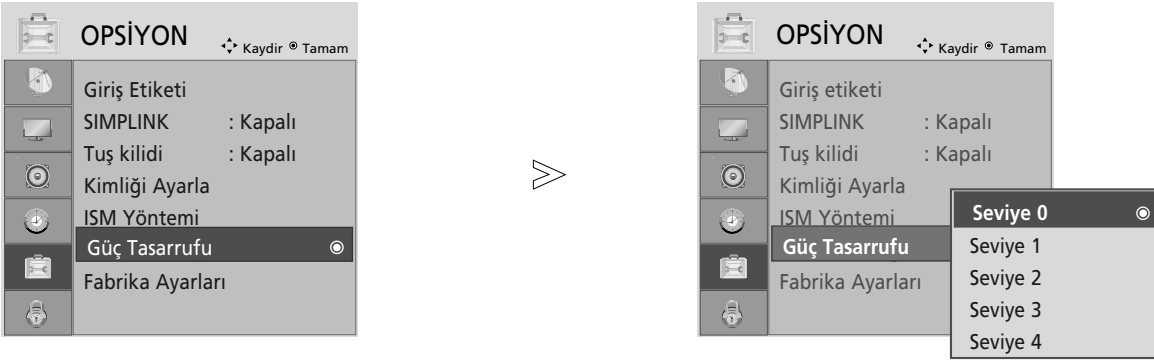 OPSİYON Kaydir Tamam
Giriş Etiketi
SIMPLINK : Kapalı
Tuş kilidi : Kapalı
Kimliği Ayarla
ISM Yöntemi
Güç Tasarrufu
Fabrika Ayarları
OPSİYON Kaydir Tamam
Giriş etiketi
SIMPLINK : Kapalı
Tuş kilidi : Kapalı
Kimliği Ayarla
ISM Yöntemi
Güç Tasarrufu
Fabrika Ayarları
Seviye 0
Seviye 1
Seviye 2
Seviye 3
Seviye 4